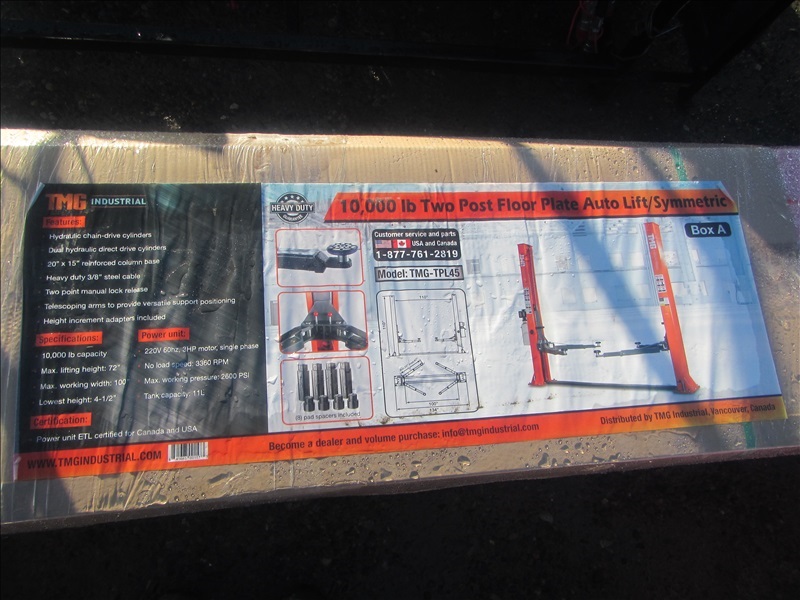 TMG INDUSTRIAL
Features:
Hydraulic chain-drive cylinders
Dual hydraulic direct drive cylinders
20" x 15" reinforced column base
Heavy duty 3/8" steel cable
Two point manual lock release
Telescoping arms to provide versatile support positioning
Height increment adapters included
Specifications:
10,000 lb capacity
Max. lifting height: 72"
Max. working width: 100"
Lowest height: 4-1/2"
Power unit:
220V 60hz, 3HP motor, single phase
No load speed: 3360 RPM
Max. working pressure: 2600 PSI
Tank capacity: 11L
Certification:
Power unit ETL certified for Canada and USA
WWW.TMGINDUSTRIAL.COM
HEAVY DUTY
GUARANTEE
10,000 lb Two Post Floor Plate Auto Lift/Symmetric
Box A
Customer service and parts
USA and Canada
1-877-761-2819
Model: TMG-TPL45
(8) pad spacers included
TMG
TMG
Become a dealer and volume purchase: info@tmgindustrial.com
Distributed by TMG Industrial, Vancouver, Canada